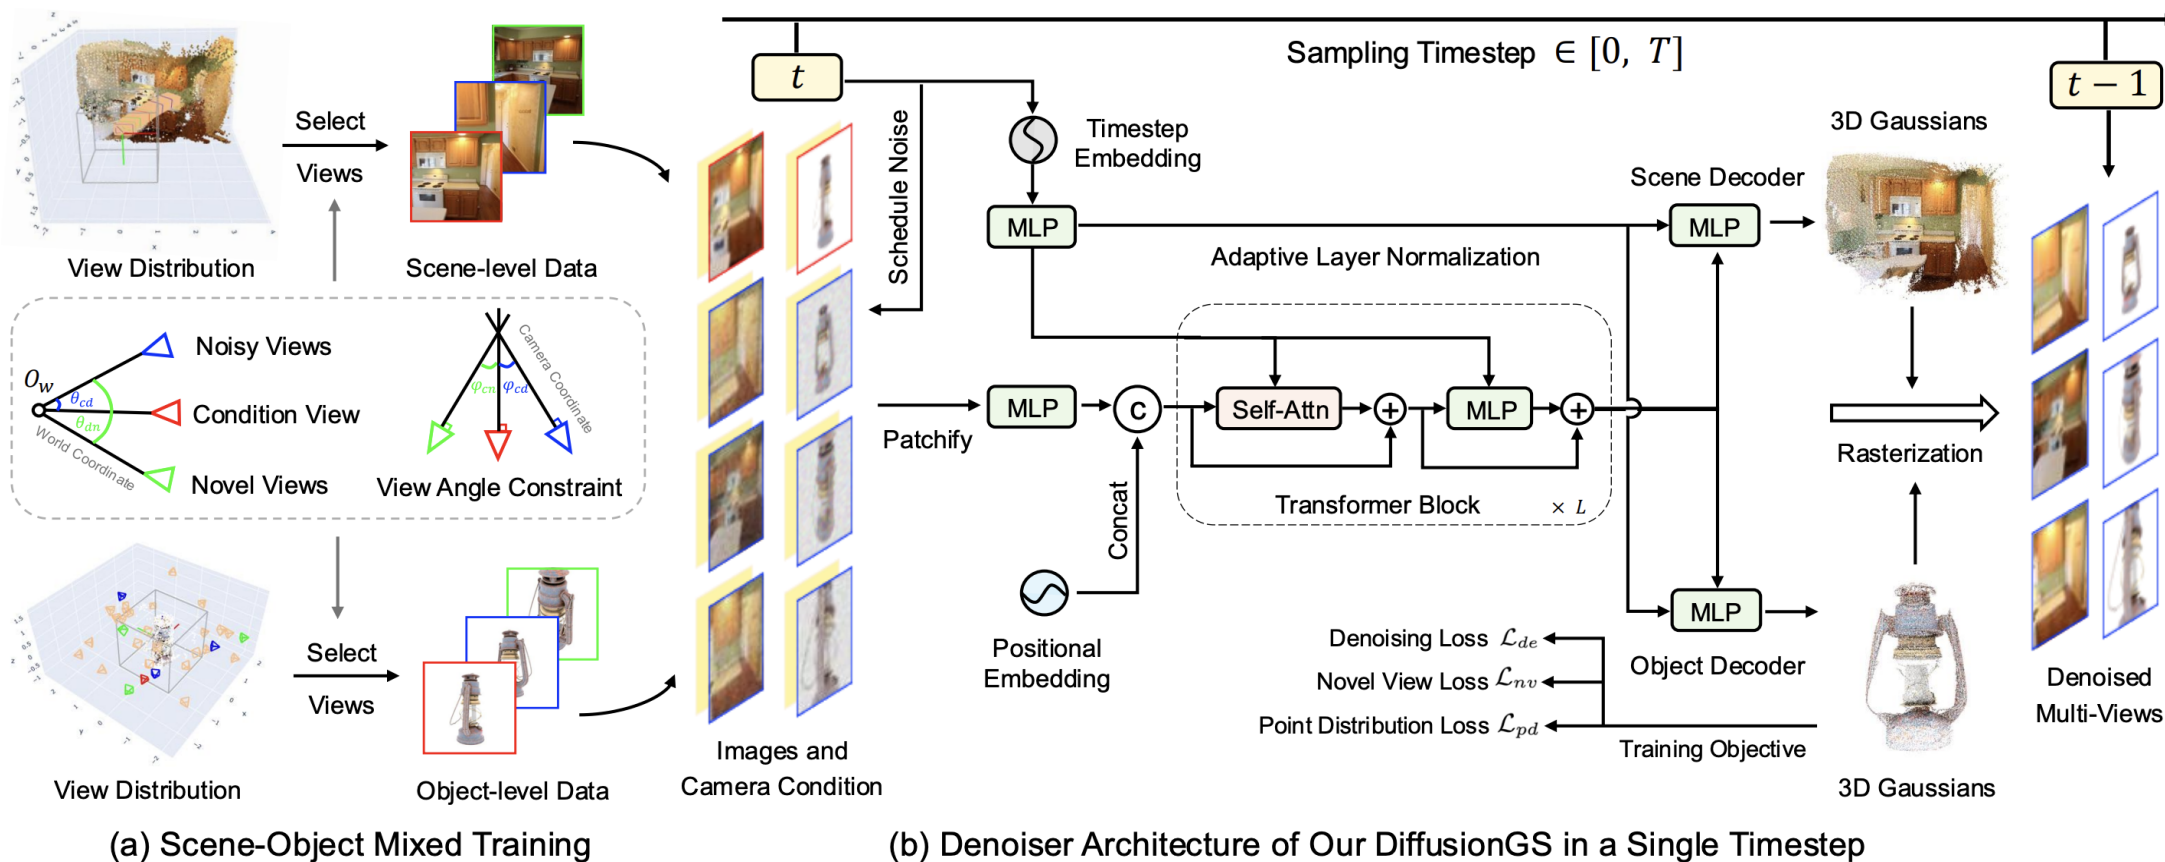 Select
Views
View Distribution
Scene-level Data
O_w
θ_cd
θ_dn
World Coordinate
Noisy Views
Condition View
Novel Views
φ_cn
φ_cd
Camera Coordinate
View Angle Constraint
Select
Views
View Distribution
Object-level Data
(a) Scene-Object Mixed Training
Sampling Timestep ∈ [0, T]
t
t − 1
Schedule Noise
Timestep
Embedding
MLP
Adaptive Layer Normalization
Scene Decoder
MLP
3D Gaussians
Patchify
MLP
C
Self-Attn
+
MLP
+
Transformer Block
× L
Rasterization
Concat
Positional
Embedding
MLP
Object Decoder
Denoising Loss ℒ_de
Novel View Loss ℒ_nv
Point Distribution Loss ℒ_pd
Training Objective
3D Gaussians
Images and
Camera Condition
Denoised
Multi-Views
(b) Denoiser Architecture of Our DiffusionGS in a Single Timestep